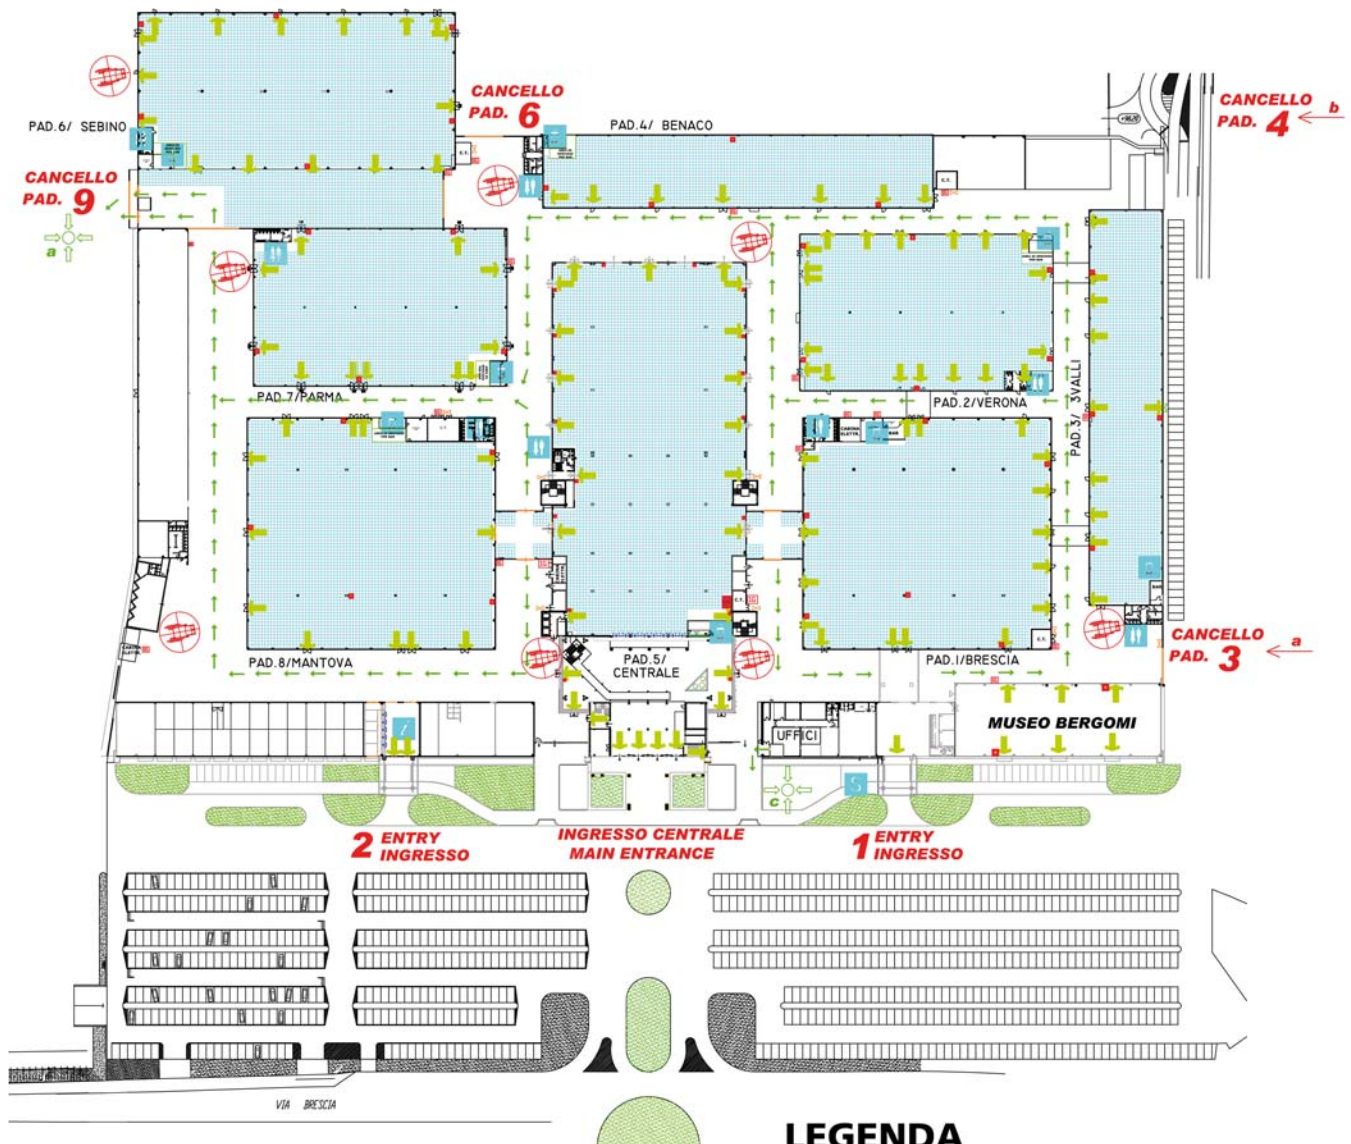 CANCELLO
PAD. 6
CANCELLO
PAD. 4
b
PAD.6/ SEBINO
PAD.4/ BENACO
CANCELLO
PAD. 9
a
PAD.7/PARMA
PAD.2/VERONA
PAD.3/ 3VALLI
PAD.8/MANTOVA
PAD.5/
CENTRALE
PAD.1/BRESCIA
CANCELLO
PAD. 3
a
MUSEO BERGOMI
UFFICI
i
S
c
2 ENTRY
INGRESSO
INGRESSO CENTRALE
MAIN ENTRANCE
1 ENTRY
INGRESSO
VIA BRESCIA
LEGENDA